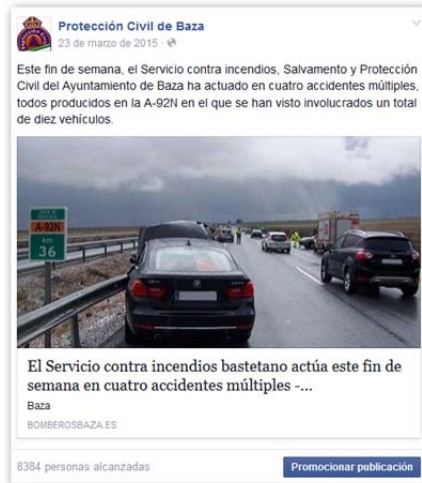 Protección Civil de Baza
23 de marzo de 2015 ·
Este fin de semana, el Servicio contra incendios, Salvamento y Protección
Civil del Ayuntamiento de Baza ha actuado en cuatro accidentes múltiples,
todos producidos en la A-92N en el que se han visto involucrados un total
de diez vehículos.
A-92N
km
36
El Servicio contra incendios bastetano actúa este fin de
semana en cuatro accidentes múltiples -...
Baza
BOMBEROSBAZA.ES
8384 personas alcanzadas
Promocionar publicación